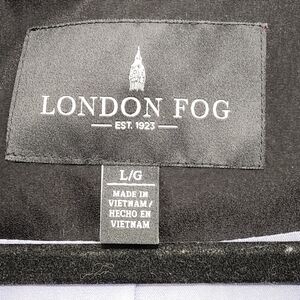 LONDON FOG
EST. 1923
L/G
MADE IN
VIETNAM/
HECHO EN
VIETNAM